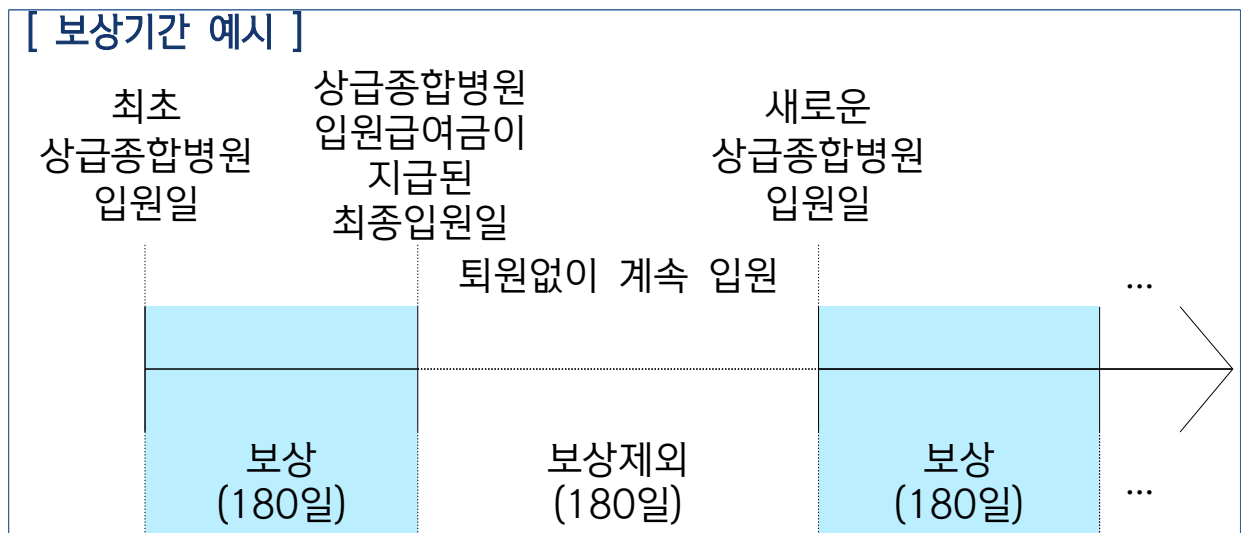 [ 보상기간 예시 ]
최초
상급종합병원
입원일
상급종합병원
입원급여금이
지급된
최종입원일
새로운
상급종합병원
입원일
퇴원없이 계속 입원
...
보상
(180일)
보상제외
(180일)
보상
(180일)
...